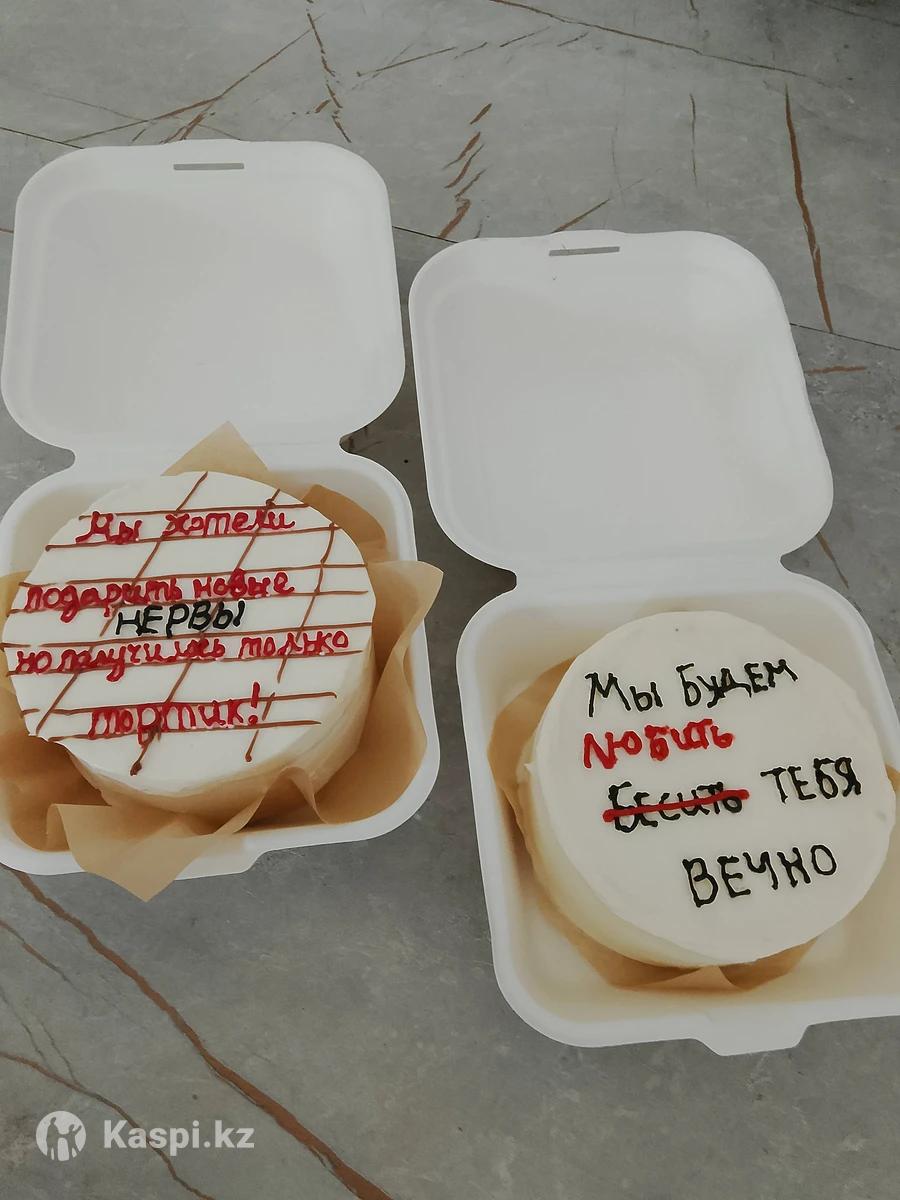 Мы хотели
подарить новые
НЕРВЫ
но получилось только
тортик!
Мы БУДЕМ
Любить
Бесить ТЕБЯ
ВЕЧНО
Kaspi.kz